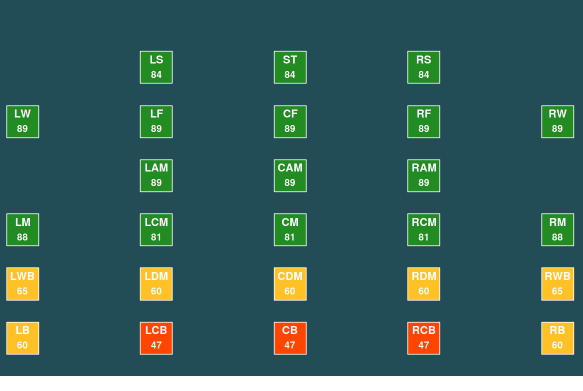 LS ST RS
84 84 84
LW LF CF RF RW
89 89 89 89 89
LAM CAM RAM
89 89 89
LM LCM CM RCM RM
88 81 81 81 88
LWB LDM CDM RDM RWB
65 60 60 60 65
LB LCB CB RCB RB
60 47 47 47 60